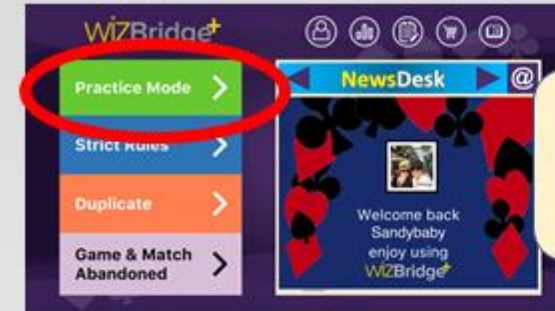 WiZBridge+
Practice Mode
NewsDesk
@
Strict Rules
Duplicate
Game & Match
Abandoned
Welcome back
Sandybaby
enjoy using
WiZBridge+